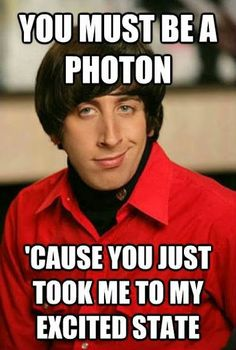 YOU MUST BE A
PHOTON
'CAUSE YOU JUST
TOOK ME TO MY
EXCITED STATE